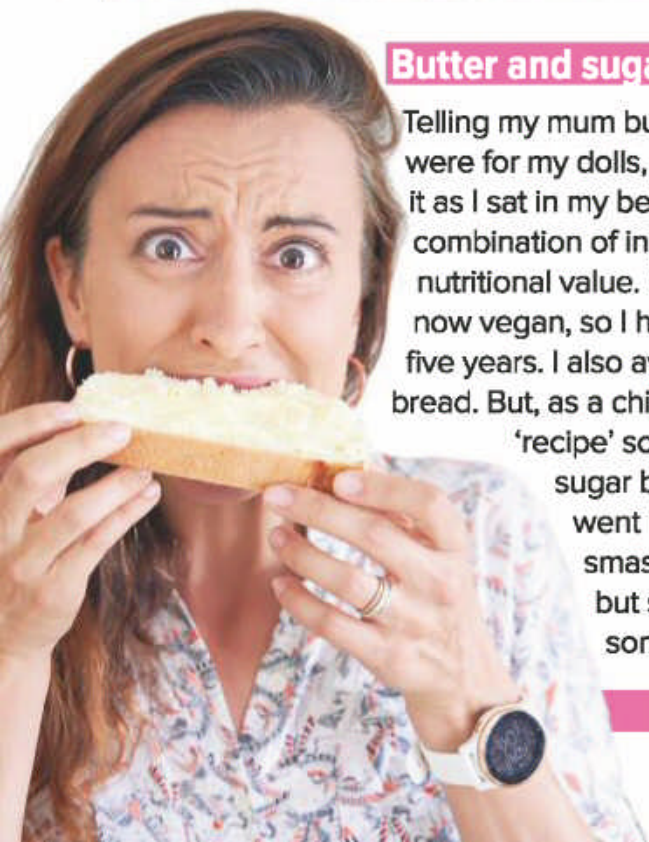 Butter and suga
Telling my mum bu
were for my dolls,
it as I sat in my be
combination of in
nutritional value.
now vegan, so I h
five years. I also av
bread. But, as a chi
'recipe' so
sugar b
went
smas
but s
son